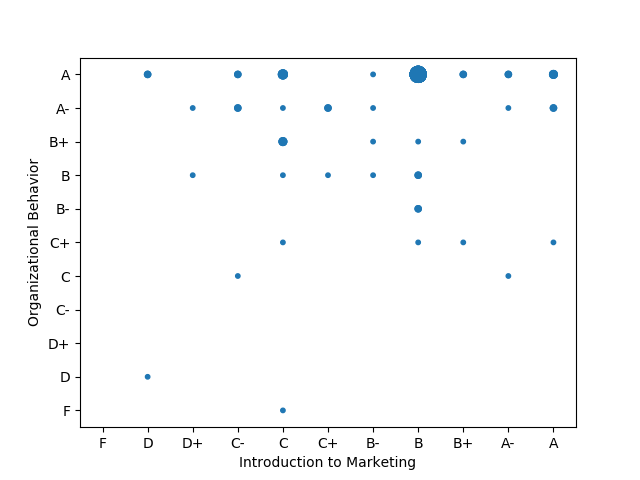 A
A-
B+
B
B-
C+
C
C-
D+
D
F
Organizational Behavior
F D D+ C- C C+ B- B B+ A- A
Introduction to Marketing